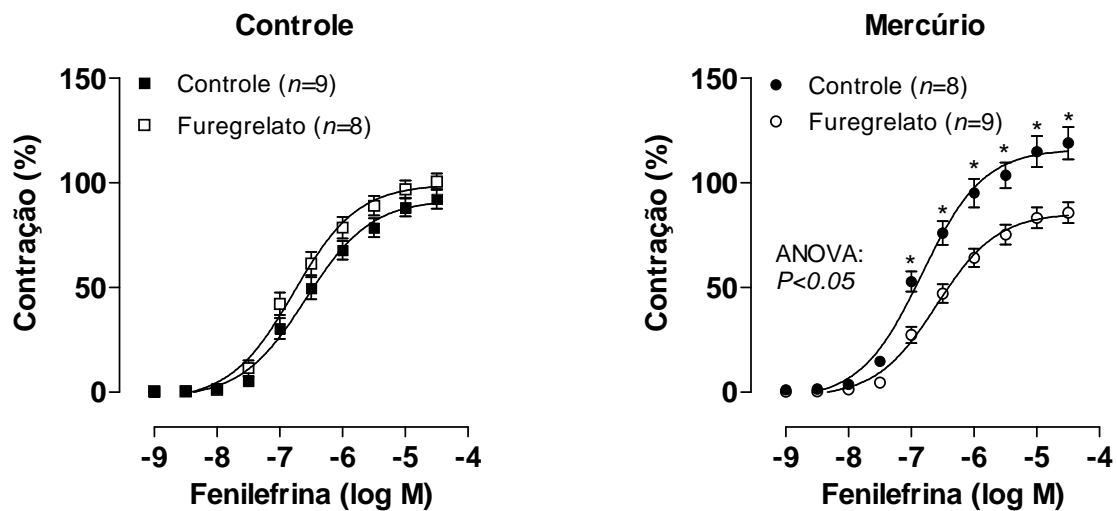 Controle
150
Controle (n=9)
Furegrelato (n=8)
100
50
0
Contração (%)
-9 -8 -7 -6 -5 -4
Fenilefrina (log M)
Mercúrio
150
Controle (n=8)
Furegrelato (n=9)
* * * * * *
100
ANOVA:
P<0.05
50
0
Contração (%)
-9 -8 -7 -6 -5 -4
Fenilefrina (log M)